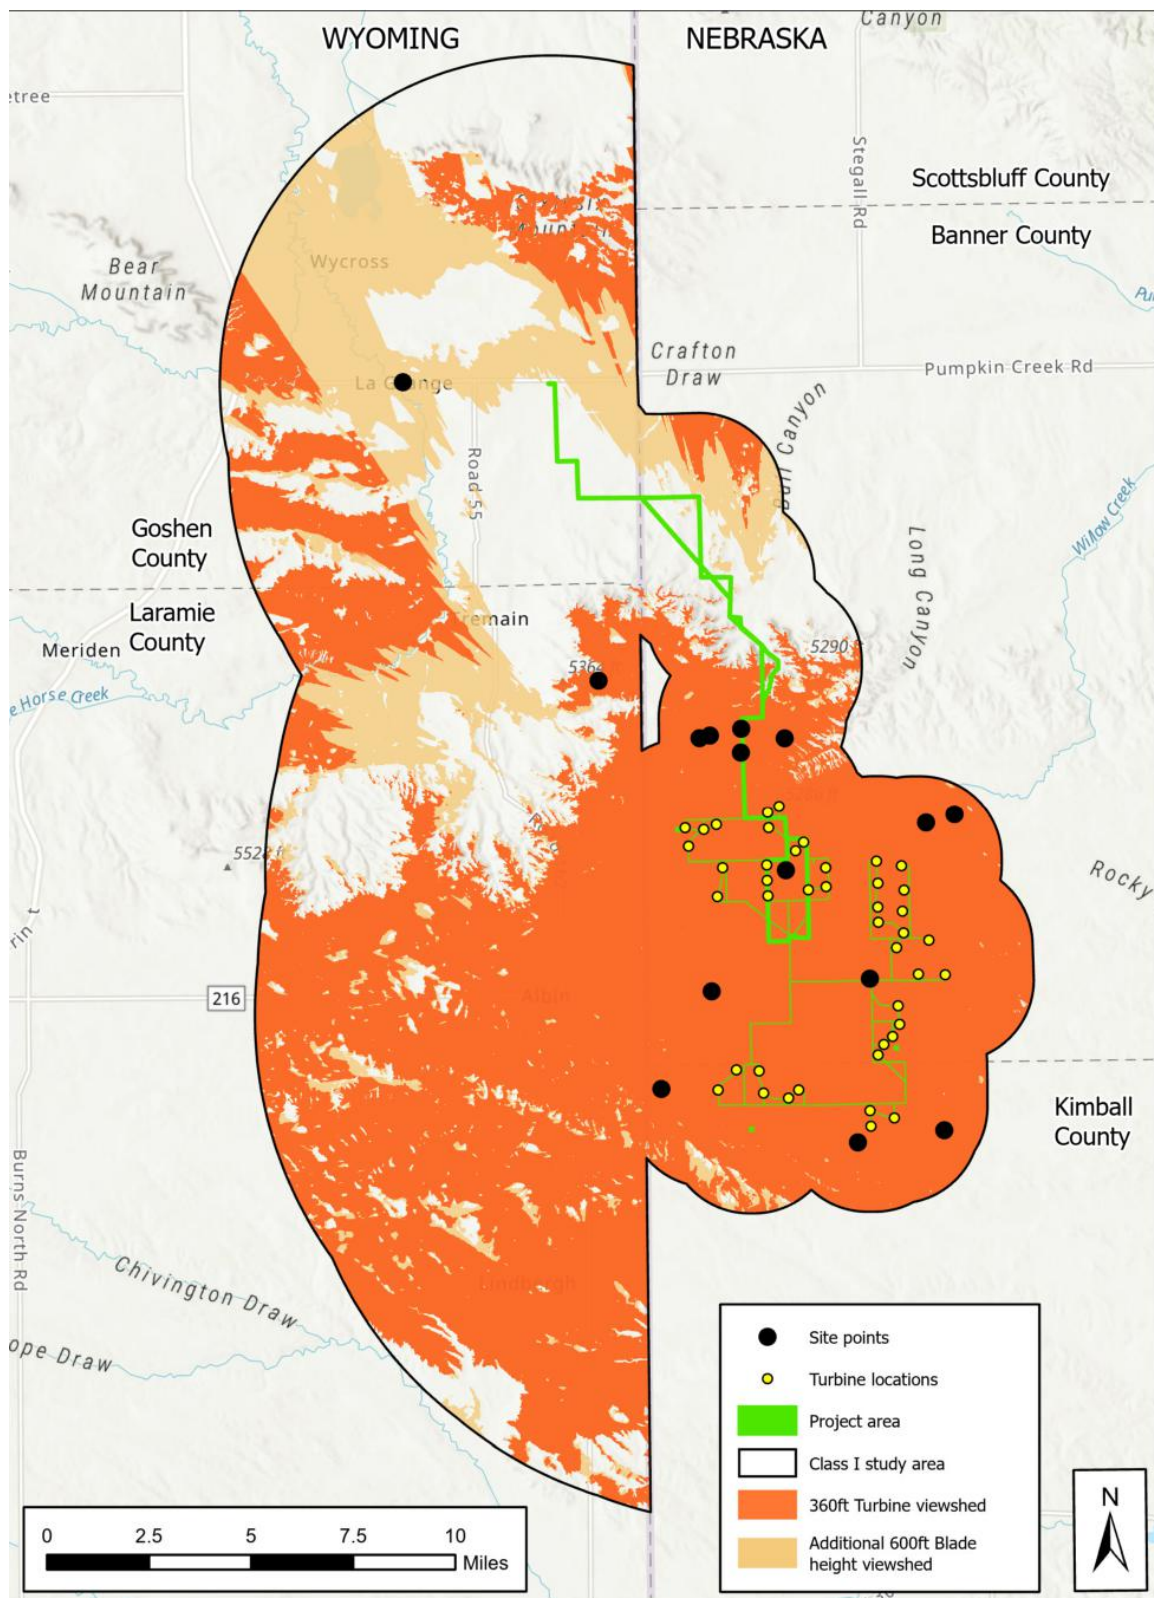 Canyon
WYOMING
NEBRASKA
etree
Stegall Rd
Scottsbluff County
Banner County
Bear
Mountain
Wycross
Crafton
Draw
Pumpkin Creek Rd
La Grange
Canyon
Road 55
Willow Creek
Long Canyon
Goshen
County
Laramie
County
Meriden
5290
e Horse Creek
5528 ft
Rocky
216
Albin
Kimball
County
Burns North Rd
Chivington Draw
Lindbergh
ope Draw
Site points
Turbine locations
Project area
Class I study area
360ft Turbine viewshed
Additional 600ft Blade
height viewshed
N
0 2.5 5 7.5 10
Miles